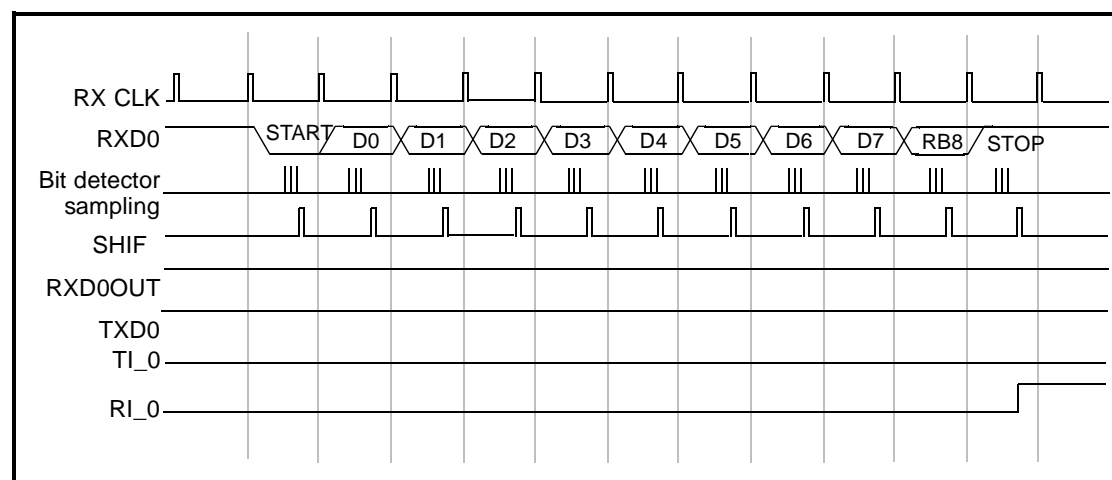 RX CLK
RXD0
START
D0
D1
D2
D3
D4
D5
D6
D7
RB8
STOP
Bit detector
sampling
SHIF
RXD0OUT
TXD0
TI_0
RI_0